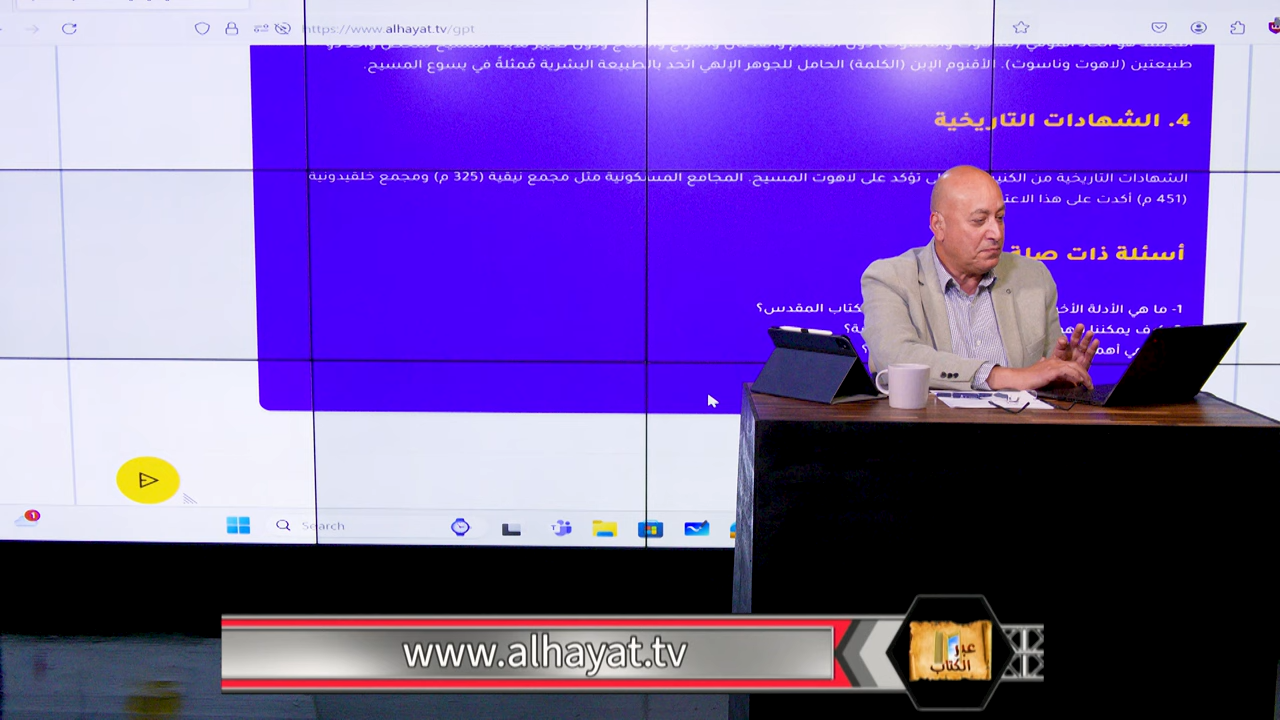 https://www.alhayat.tv/gpt
طبيعتين (لاهوت وناسوت). الأقنوم الإبن (الكلمة) الحامل للجوهر الإلهي اتحد بالطبيعة البشرية مُمثلةً في يسوع المسيح.
4. الشهادات التاريخية
الشهادات التاريخية من تؤكد على لاهوت المسيح. المجامع المسكونية مثل مجمع نيقية (325 م) ومجمع خلقيدونية
(451 م) أكدت على هذا
أسئلة ذات صلة
1- ما هي الأدلة كتاب المقدس؟
يمكننا
1
Search
www.alhayat.tv
عبر
الكتاب